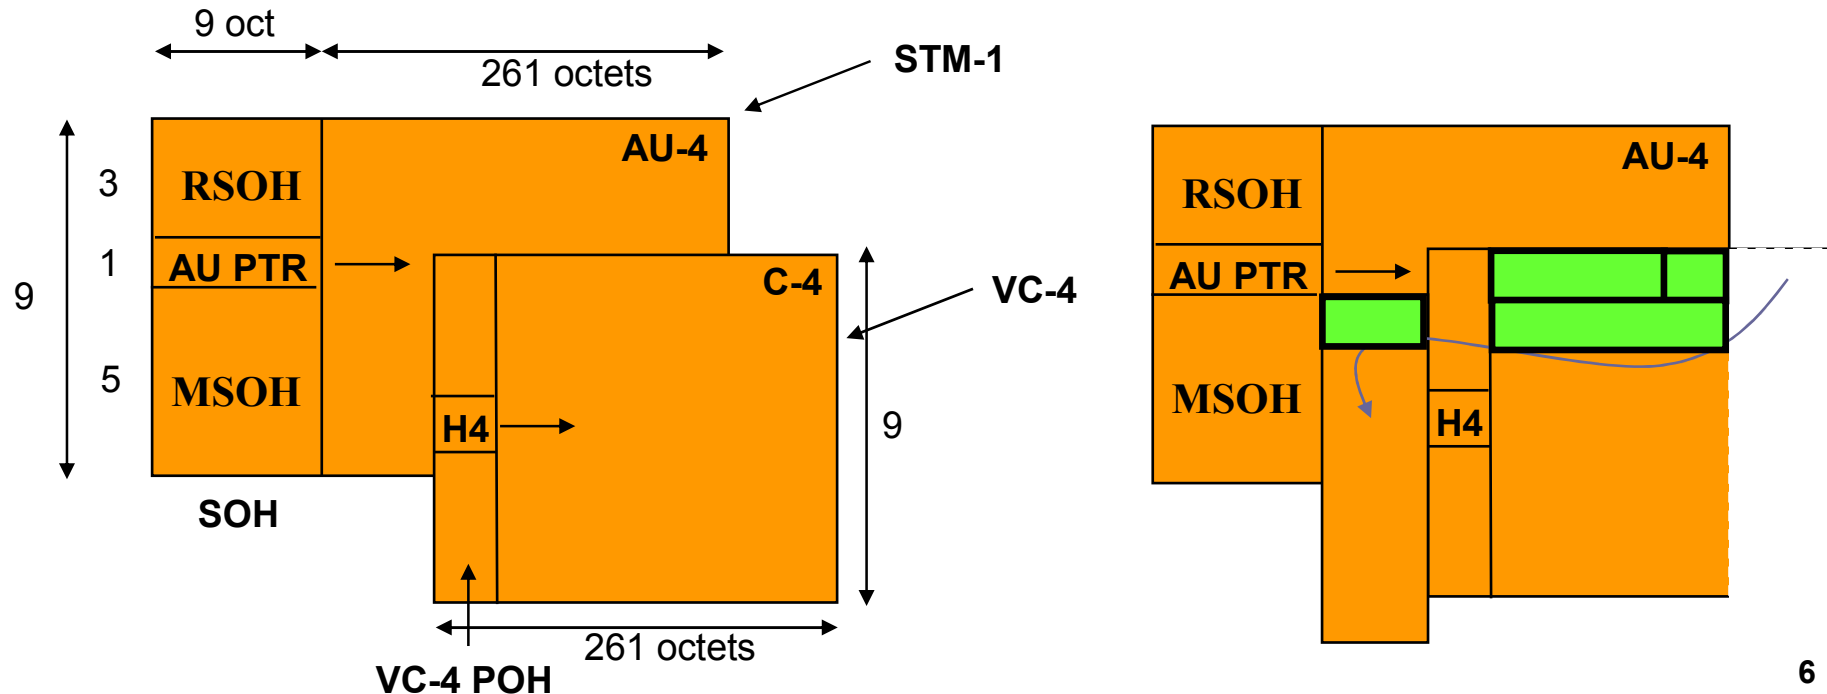 9 oct
261 octets
STM-1
AU-4
3
RSOH
1
AU PTR
9
C-4
VC-4
5
MSOH
H4
9
SOH
261 octets
VC-4 POH
AU-4
RSOH
AU PTR
MSOH
H4
6